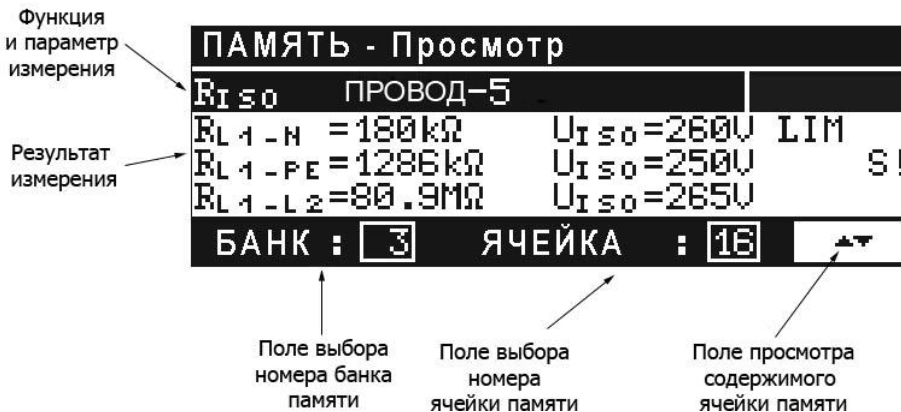 Функция
и параметр
измерения
ПАМЯТЬ - Просмотр
RISO ПРОВОД-5
Результат
измерения
RL1-N =180kΩ UISO=260V LIM
RL1-PE=1286kΩ UISO=250V S!
RL1-L2=80.9MΩ UISO=265V
БАНК : 3 ЯЧЕЙКА : 16
Поле выбора
номера банка
памяти
Поле выбора
номера
ячейки памяти
Поле просмотра
содержимого
ячейки памяти